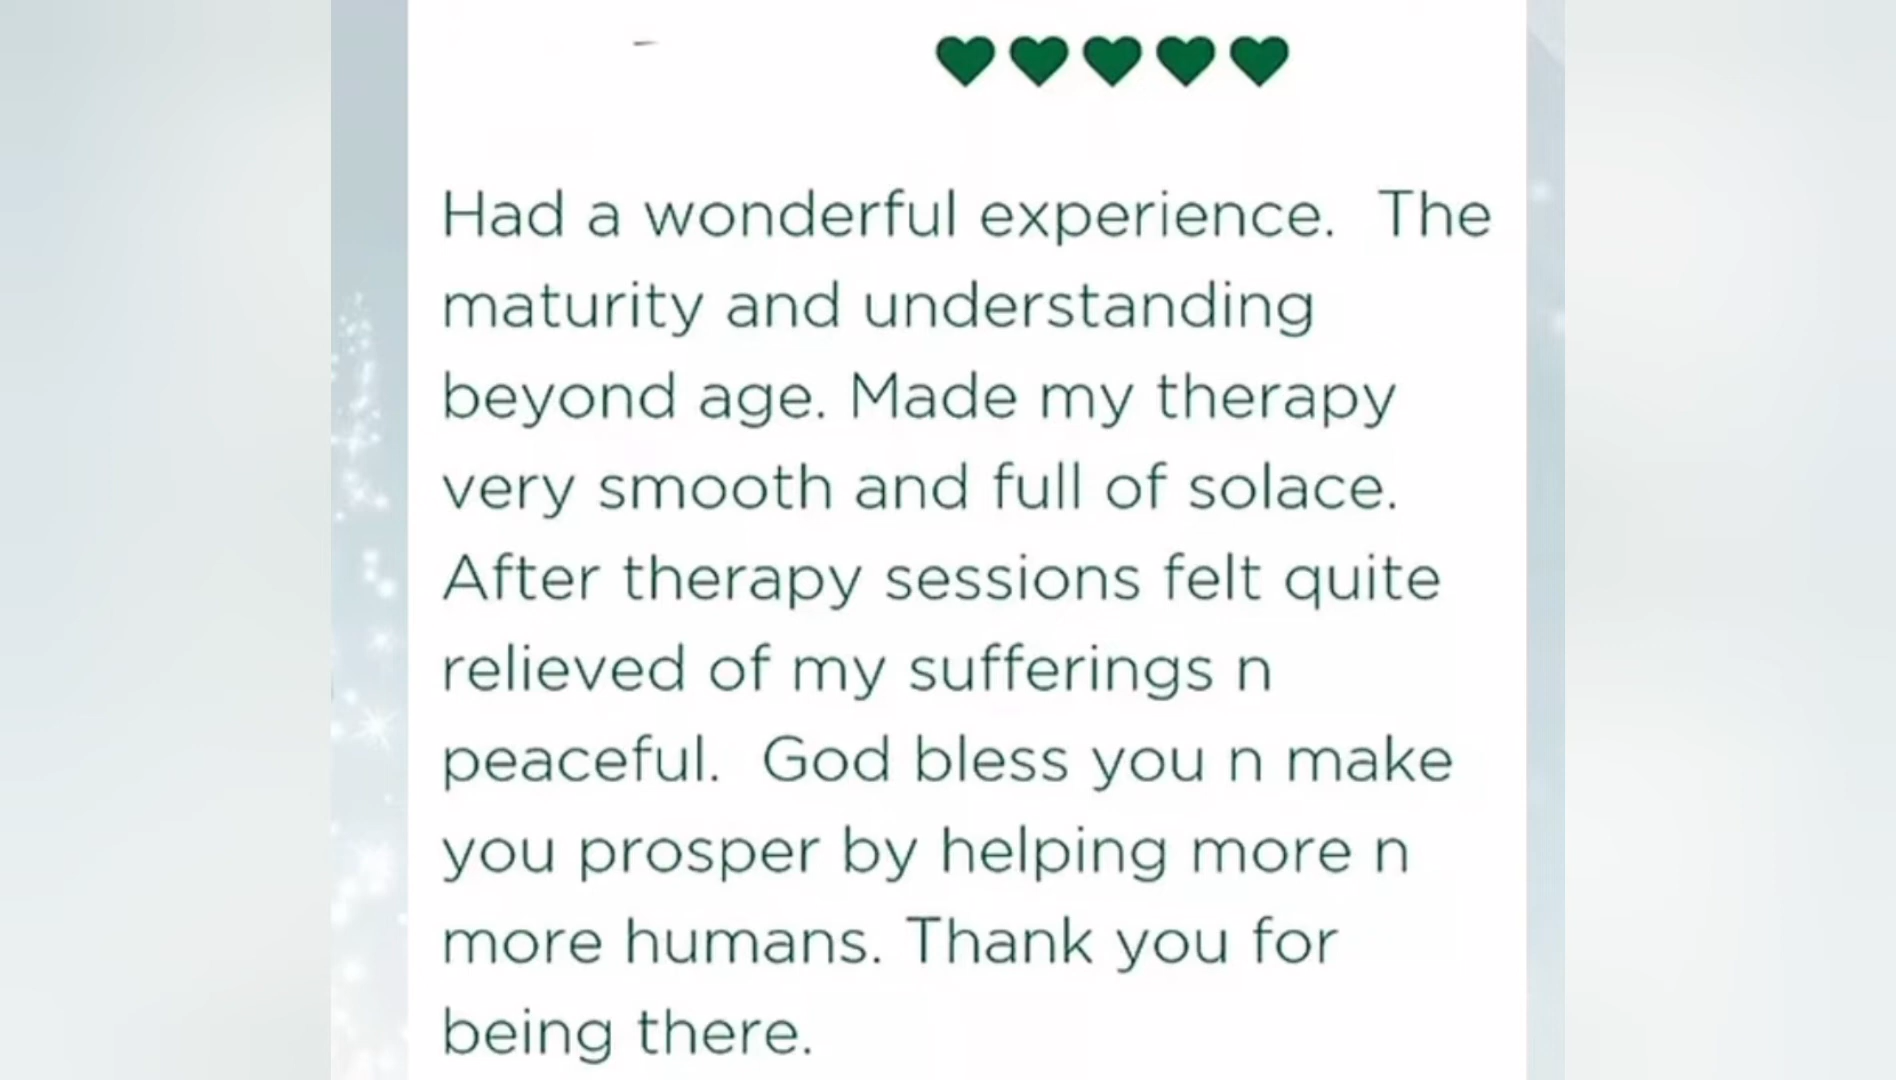 Had a wonderful experience.  The
maturity and understanding
beyond age. Made my therapy
very smooth and full of solace.
After therapy sessions felt quite
relieved of my sufferings n
peaceful.  God bless you n make
you prosper by helping more n
more humans. Thank you for
being there.